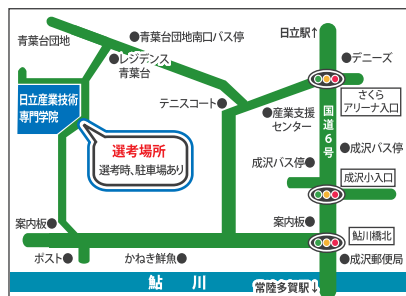 日立駅↑
青葉台団地
青葉台団地南口バス停
レジデンス
青葉台
デニーズ
さくら
アリーナ入口
日立産業技術
専門学院
テニスコート
産業支援
センター
国道6号
選考場所
選考時、駐車場あり
成沢バス停
成沢バス停
成沢小入口
案内板
案内板
鮎川橋北
ポスト
かねき鮮魚
成沢郵便局
鮎川
常陸多賀駅↓